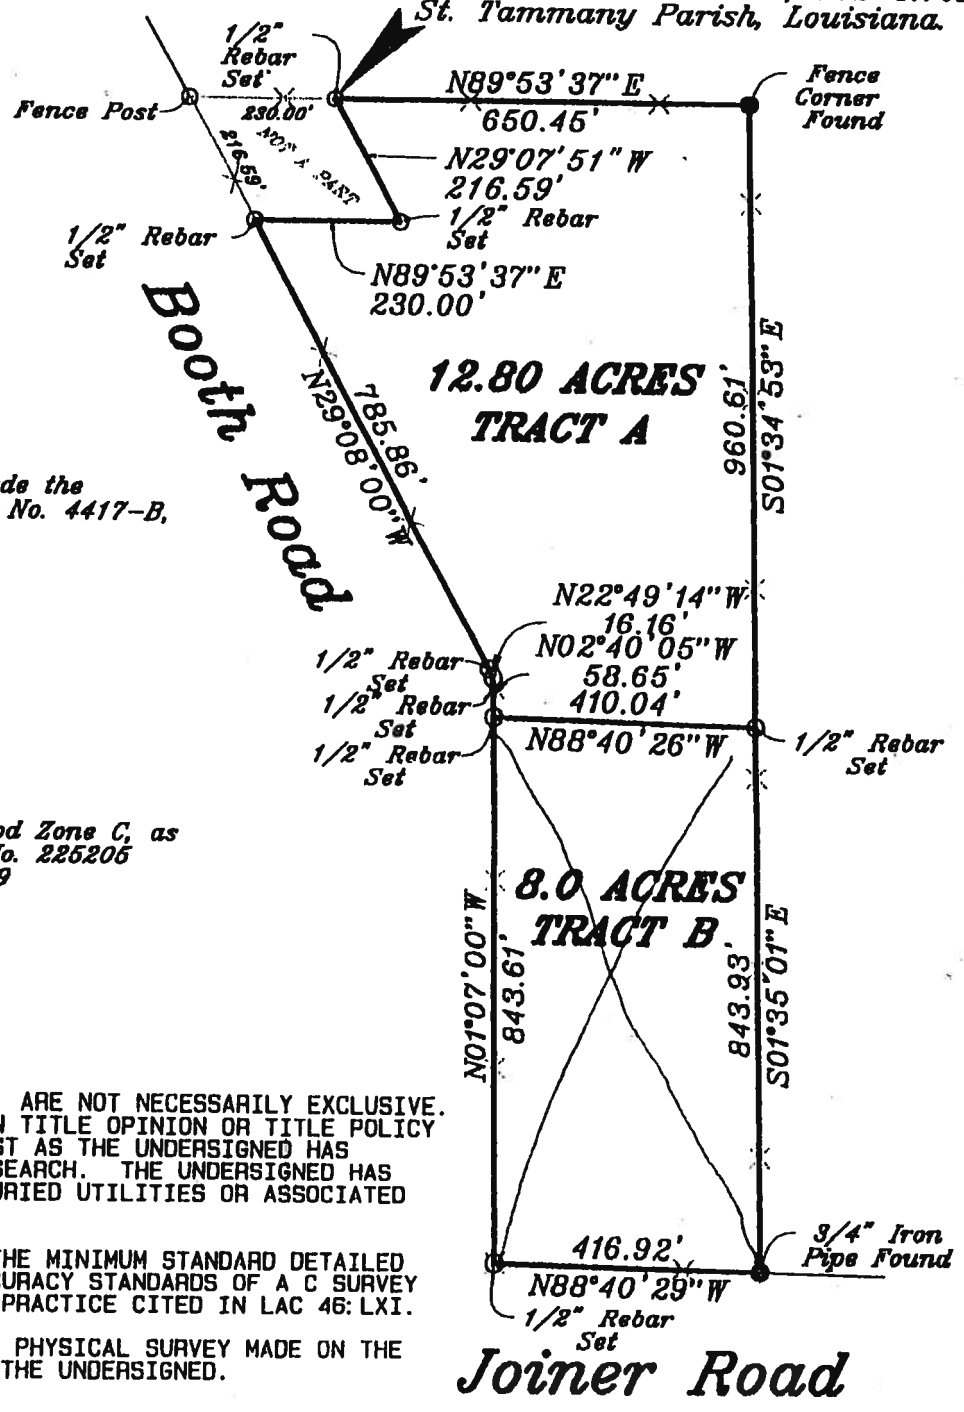 St. Tammany Parish, Louisiana.
1/2" Rebar Set
Fence Post
230.00'
216.59'
NOT A PART
N89°53'37"E
650.45'
Fence
Corner
Found
N29°07'51"W
216.59'
1/2" Rebar
Set
1/2" Rebar
Set
N89°53'37"E
230.00'
Booth Road
785.86'
N29°08'00"W
12.80 ACRES
TRACT A
960.61'
S01°34'53"E
de the
No. 4417-B,
N22°49'14"W
16.16'
N02°40'05"W
58.65'
410.04'
N88°40'26"W
1/2" Rebar
Set
1/2" Rebar
Set
1/2" Rebar
Set
1/2" Rebar
Set
od Zone C, as
No. 225205
9
8.0 ACRES
TRACT B
N01°07'00"W
843.61'
843.93'
S01°35'01"E
ARE NOT NECESSARILY EXCLUSIVE.
N TITLE OPINION OR TITLE POLICY
ST AS THE UNDERSIGNED HAS
SEARCH. THE UNDERSIGNED HAS
URIED UTILITIES OR ASSOCIATED
THE MINIMUM STANDARD DETAILED
CURACY STANDARDS OF A C SURVEY
PRACTICE CITED IN LAC 46:LXI.
PHYSICAL SURVEY MADE ON THE
THE UNDERSIGNED.
416.92'
N88°40'29"W
3/4" Iron
Pipe Found
1/2" Rebar
Set
Joiner Road